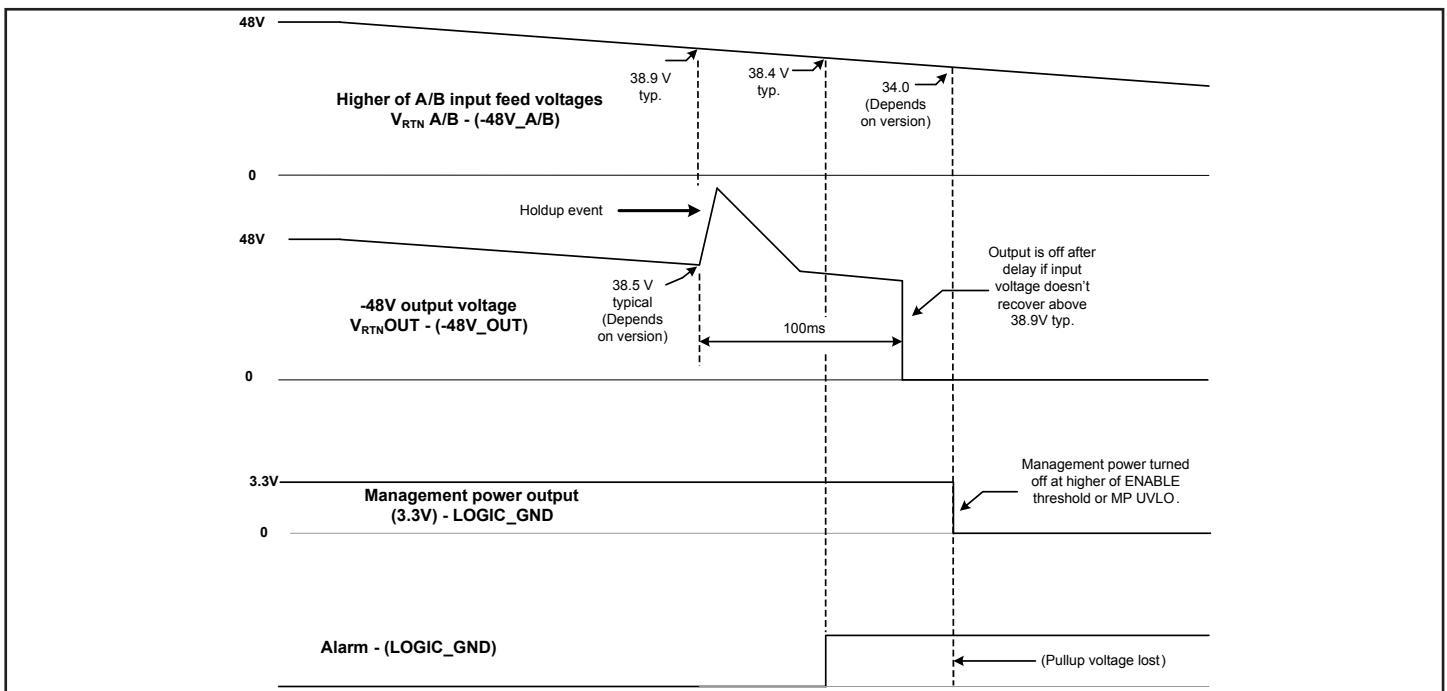 48V
38.9 V
typ.
38.4 V
typ.
34.0
(Depends
on version)
Higher of A/B input feed voltages
VRTN A/B - (-48V_A/B)
0
Holdup event
48V
38.5 V
typical
(Depends
on version)
-48V output voltage
VRTNOUT - (-48V_OUT)
100ms
Output is off after
delay if input
voltage doesn't
recover above
38.9V typ.
0
3.3V
Management power output
(3.3V) - LOGIC_GND
0
Management power turned
off at higher of ENABLE
threshold or MP UVLO.
Alarm - (LOGIC_GND)
(Pullup voltage lost)